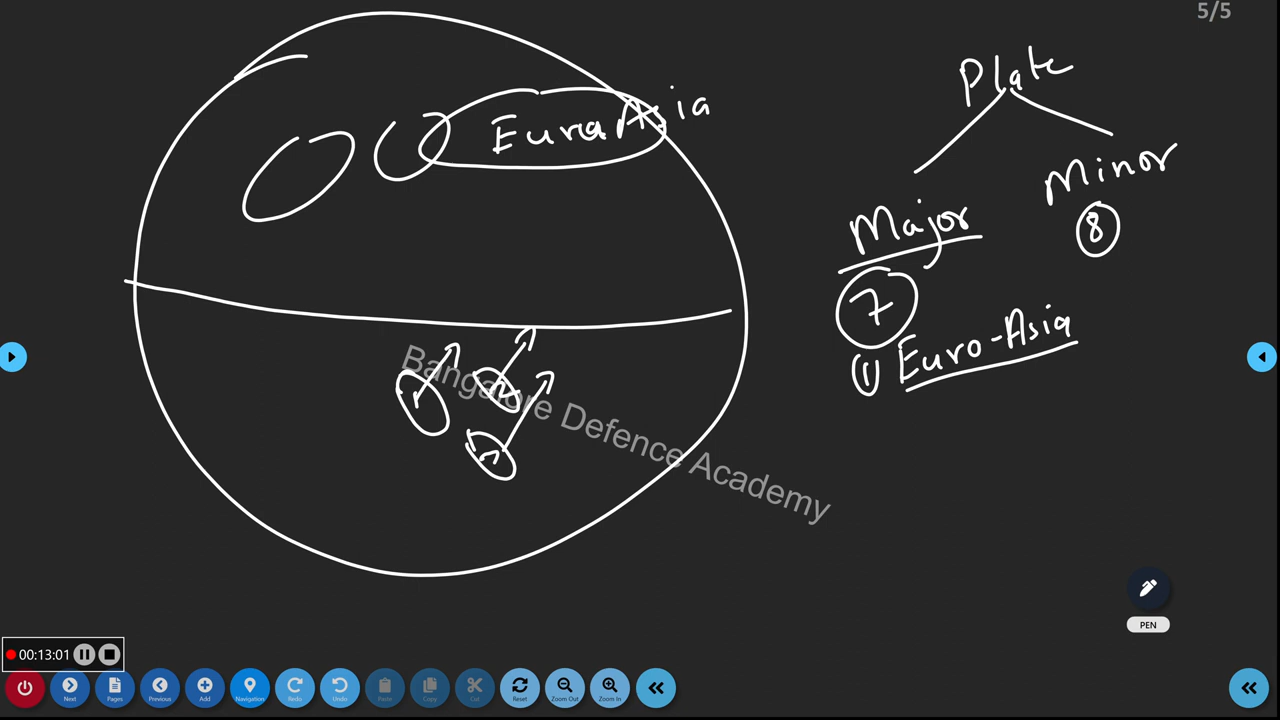 5/5
Plate
Major
Minor
7
8
① Euro-Asia
EuraAsia
Bangalore Defence Academy
PEN
00:13:01
Next
Pages
Previous
Add
Navigation
Redo
Undo
Paste
Copy
Cut
Reset
Zoom Out
Zoom In